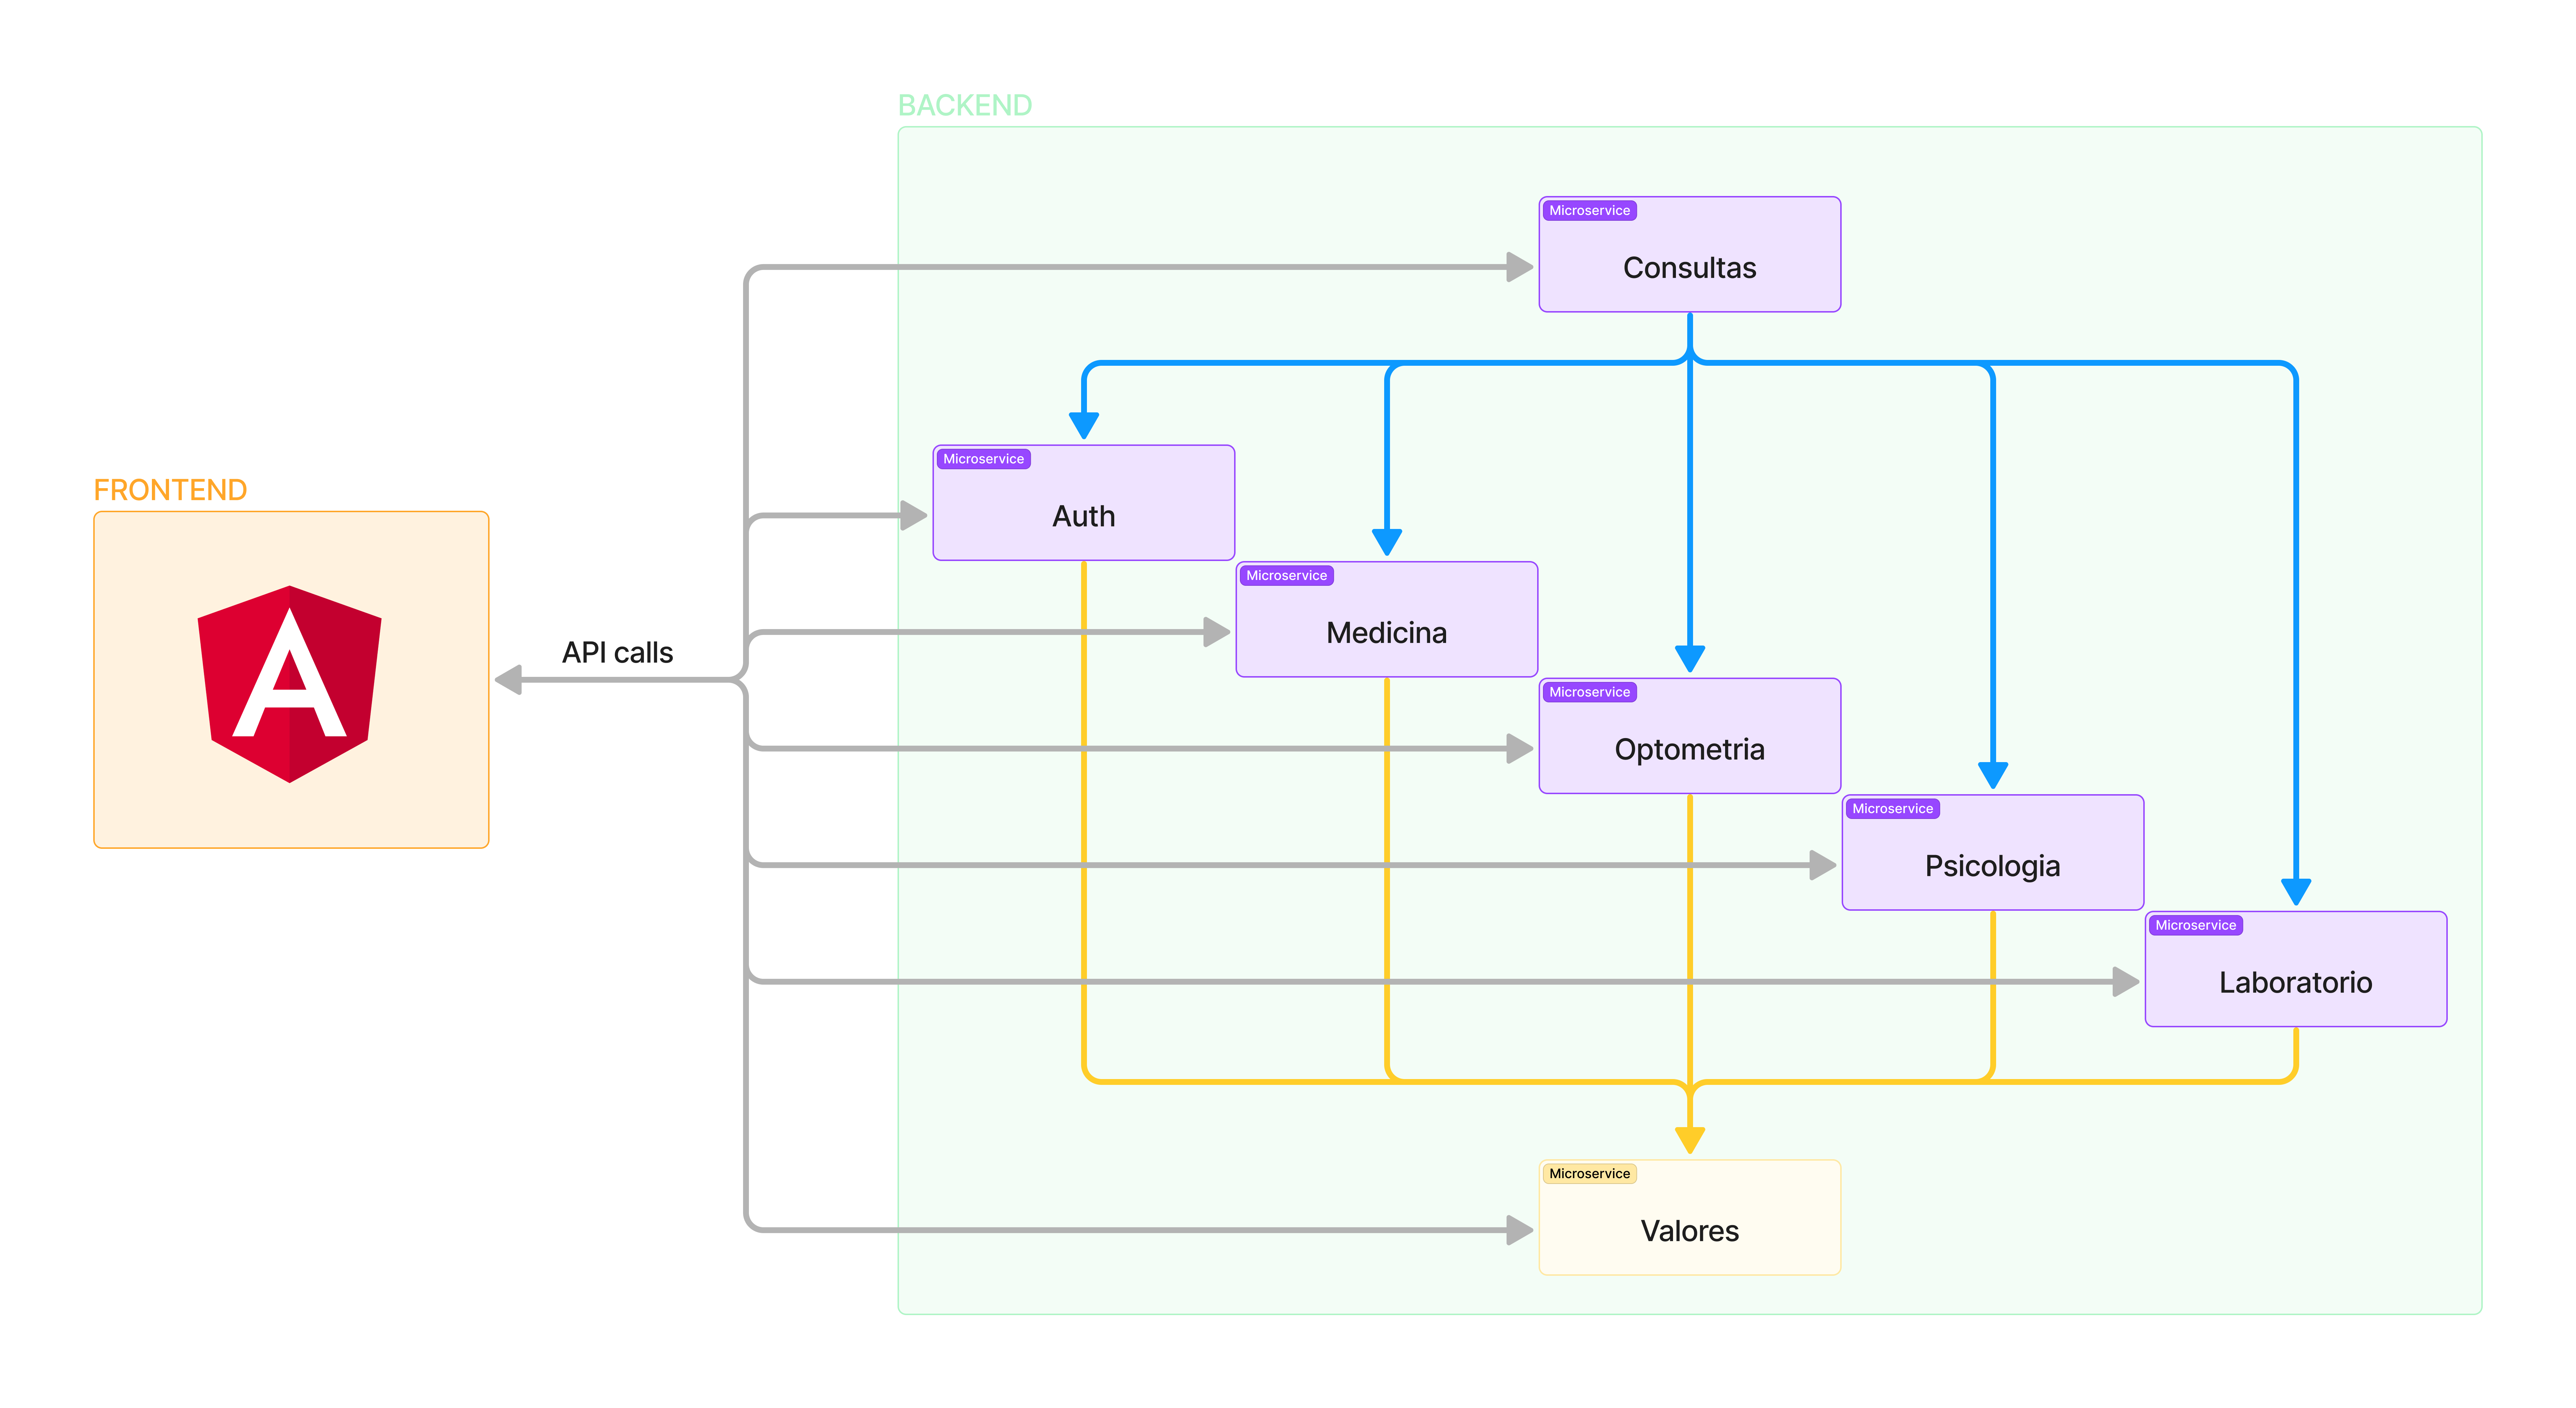 BACKEND
Microservice
Consultas
Microservice
Auth
FRONTEND
Microservice
Medicina
API calls
Microservice
Optometria
Microservice
Psicologia
Microservice
Laboratorio
Microservice
Valores